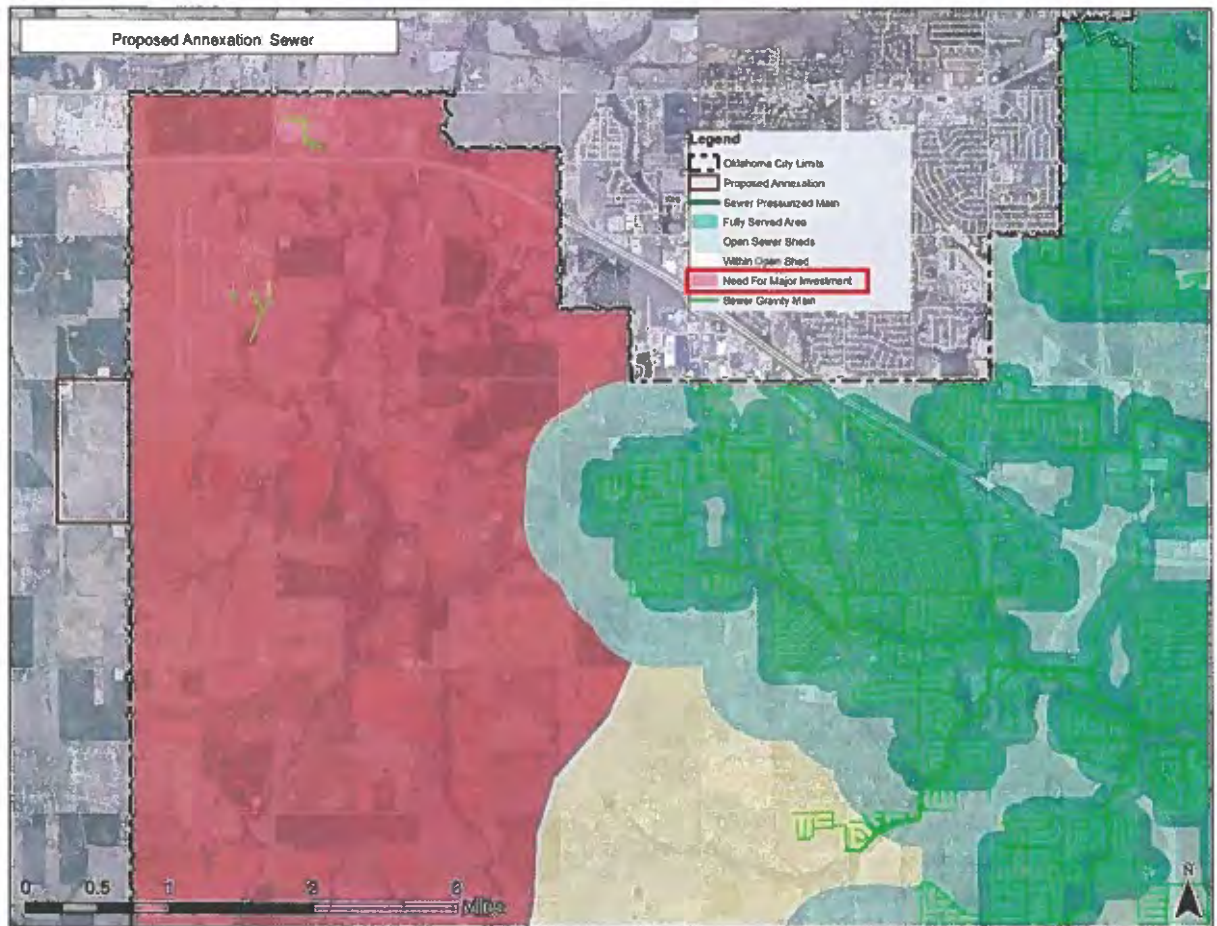 Proposed Annexation: Sewer
Legend
Oklahoma City Limits
Proposed Annexation
Sewer Pressurized Main
Fully Served Area
Open Sewer Sheds
Within Open Shed
Need For Major Investment
Sewer Gravity Main
N
0 0.5 1 2 3
Miles